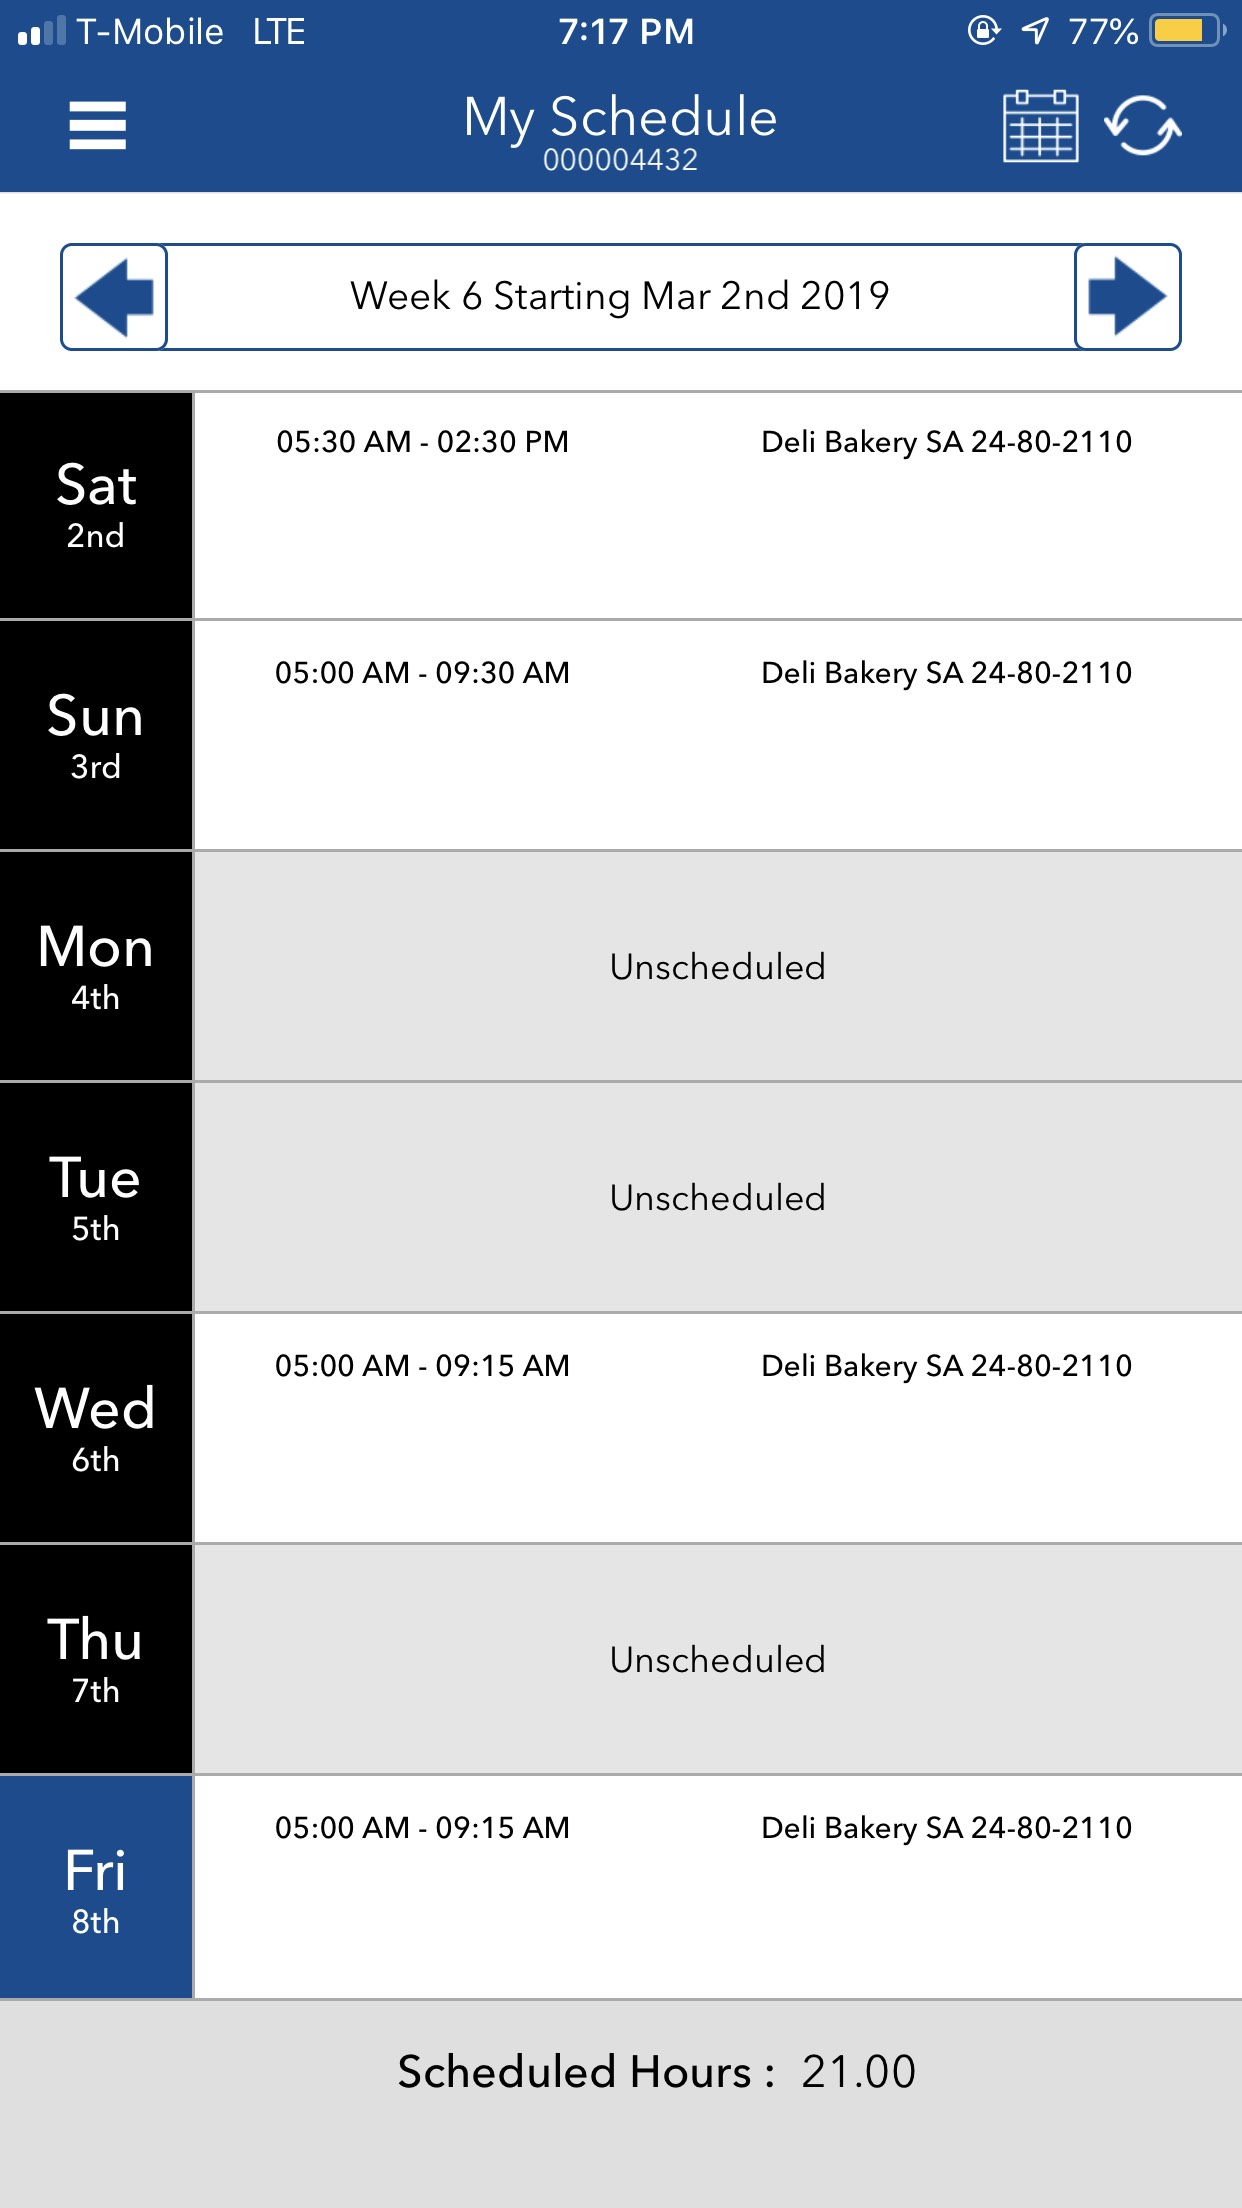 T-Mobile LTE 7:17 PM 77%
My Schedule
000004432
Week 6 Starting Mar 2nd 2019
Sat
2nd
05:30 AM - 02:30 PM Deli Bakery SA 24-80-2110
Sun
3rd
05:00 AM - 09:30 AM Deli Bakery SA 24-80-2110
Mon
4th
Unscheduled
Tue
5th
Unscheduled
Wed
6th
05:00 AM - 09:15 AM Deli Bakery SA 24-80-2110
Thu
7th
Unscheduled
Fri
8th
05:00 AM - 09:15 AM Deli Bakery SA 24-80-2110
Scheduled Hours : 21.00